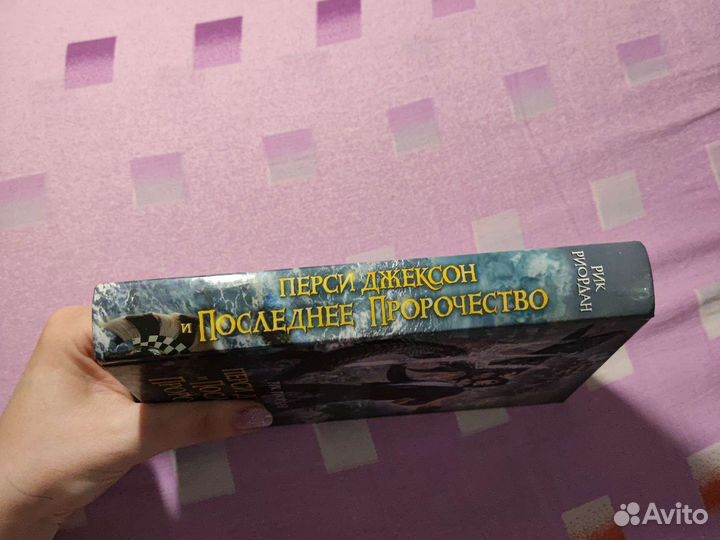 ПЕРСИ ДЖЕКСОН
и ПОСЛЕДНЕЕ ПРОРОЧЕСТВО
РИК
РИОРДАН
Avito